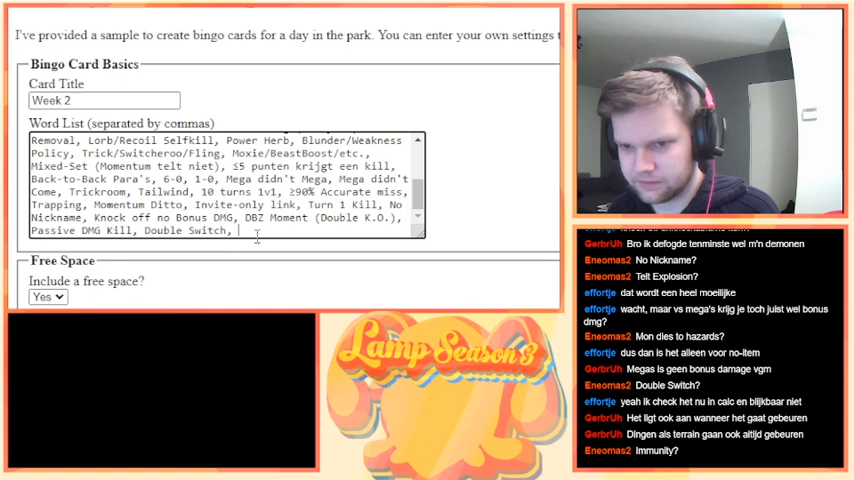 I've provided a sample to create bingo cards for a day in the park. You can enter your own settings t
Bingo Card Basics
Card Title
Week 2
Word List (separated by commas)
Removal, Lorb/Recoil Selfkill, Power Herb, Blunder/Weakness
Policy, Trick/Switcheroo/Fling, Moxie/BeastBoost/etc.,
Mixed-Set (Momentum telt niet), ≤5 punten krijgt een kill,
Back-to-Back Para's, 6-0, 1-0, Mega didn't Mega, Mega didn't
Come, Trickroom, Tailwind, 10 turns 1v1, ≥90% Accurate miss,
Trapping, Momentum Ditto, Invite-only link, Turn 1 Kill, No
Nickname, Knock off no Bonus DMG, DBZ Moment (Double K.O.),
Passive DMG Kill, Double Switch,
Free Space
Include a free space?
Yes
Lamp Season 3
GerbrUh Bro ik defogde tenminste wel m'n demonen
Eneomas2 No Nickname?
Eneomas2 Telt Explosion?
effortje dat wordt een heel moeilijke
effortje wacht, maar vs mega's krijg je toch juist wel bonus
dmg?
Eneomas2 Mon dies to hazards?
effortje dus dan is het alleen voor no-item
GerbrUh Megas is geen bonus damage vgm
Eneomas2 Double Switch?
effortje yeah ik check het nu in calc en blijkbaar niet
GerbrUh Het ligt ook aan wanneer het gaat gebeuren
GerbrUh Dingen als terrain gaan ook altijd gebeuren
Eneomas2 Immunity?